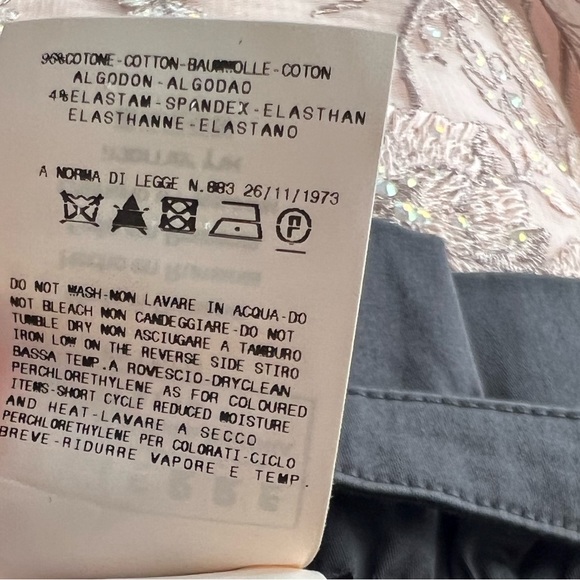 96%COTONE-COTTON-BAUMWOLLE-COTON
ALGODON-ALGODAO
4%ELASTAM-SPANDEX-ELASTHAN
ELASTHANNE-ELASTANO
A NORMA DI LEGGE N.883 26/11/1973
P
DO NOT WASH-NON LAVARE IN ACQUA-DO
NOT BLEACH NON CANDEGGIARE-DO NOT
TUMBLE DRY NON ASCIUGARE A TAMBURO
IRON LOW ON THE REVERSE SIDE STIRO
BASSA TEMP.A ROVESCIO-DRYCLEAN
PERCHLORETHYLENE AS FOR COLOURED
ITEMS-SHORT CYCLE REDUCED MOISTURE
AND HEAT-LAVARE A SECCO
PERCHLORETHYLENE PER COLORATI-CICLO
BREVE-RIDURRE VAPORE E TEMP.